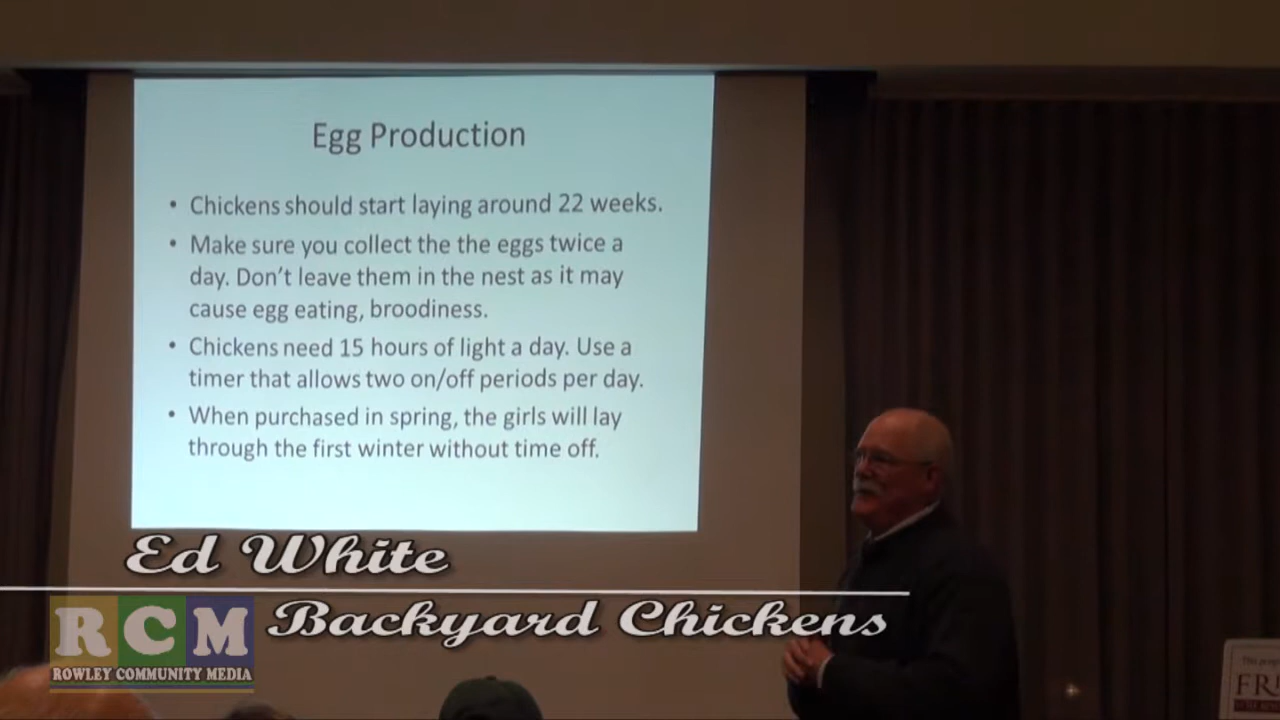 Egg Production
• Chickens should start laying around 22 weeks.
• Make sure you collect the the eggs twice a
day. Don't leave them in the nest as it may
cause egg eating, broodiness.
• Chickens need 15 hours of light a day. Use a
timer that allows two on/off periods per day.
• When purchased in spring, the girls will lay
through the first winter without time off.
Ed White
Backyard Chickens
RCM
ROWLEY COMMUNITY MEDIA
This